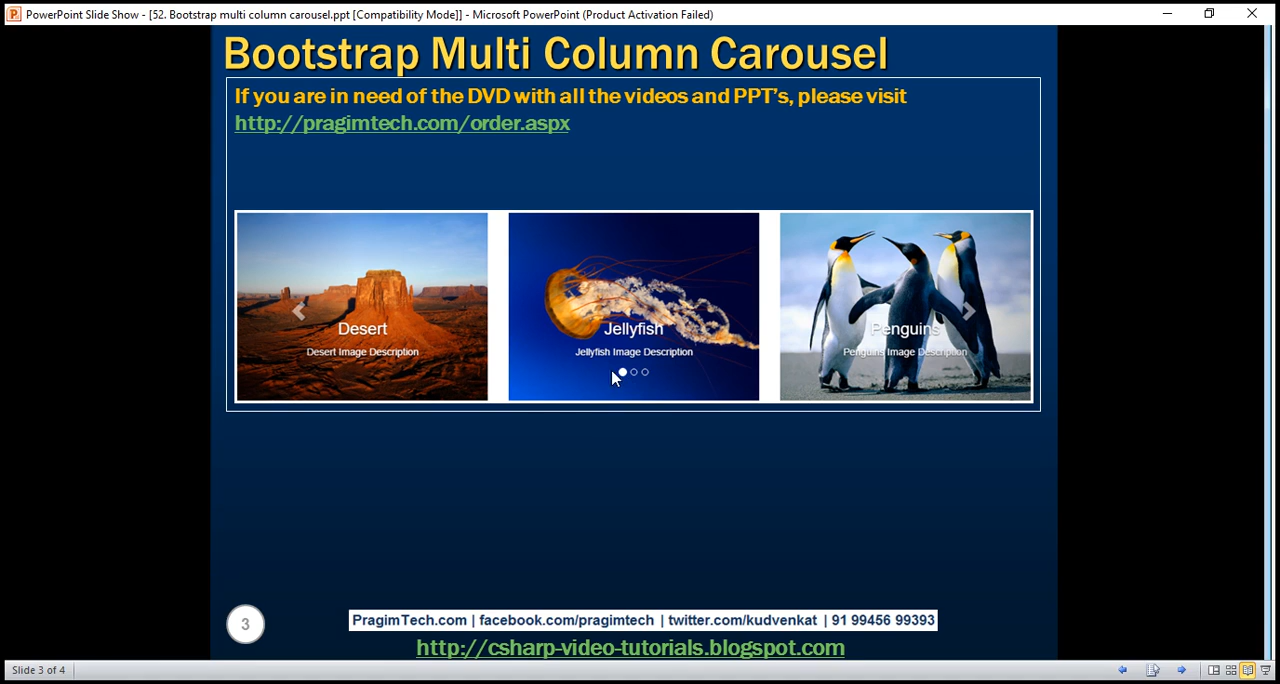 PowerPoint Slide Show - [52. Bootstrap multi column carousel.ppt [Compatibility Mode]] - Microsoft PowerPoint (Product Activation Failed)
Bootstrap Multi Column Carousel
If you are in need of the DVD with all the videos and PPT's, please visit
http://pragimtech.com/order.aspx
Desert
Desert Image Description
Jellyfish
Jellyfish Image Description
Penguins
Penguins Image Description
3
PragimTech.com | facebook.com/pragimtech | twitter.com/kudvenkat | 91 99456 99393
http://csharp-video-tutorials.blogspot.com
Slide 3 of 4